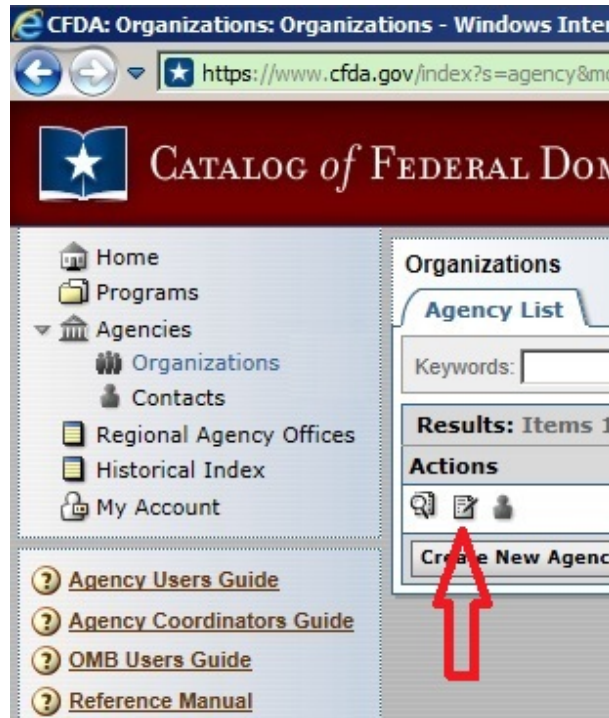 CFDA: Organizations: Organizations - Windows Inter
https://www.cfda.gov/index?s=agency&mo
CATALOG of FEDERAL DOM
Home
Programs
Agencies
Organizations
Contacts
Regional Agency Offices
Historical Index
My Account
Agency Users Guide
Agency Coordinators Guide
OMB Users Guide
Reference Manual
Organizations
Agency List
Keywords:
Results: Items 1
Actions
Create New Agenc